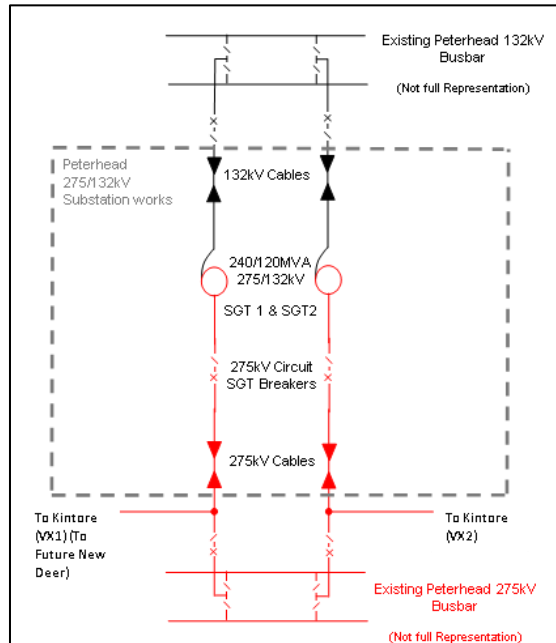 Existing Peterhead 132kV
Busbar
(Not full Representation)
Peterhead
275/132kV
Substation works
132kV Cables
240/120MVA
275/132kV
SGT 1 & SGT2
275kV Circuit
SGT Breakers
275kV Cables
To Kintore
(VX1) (To
Future New
Deer)
To Kintore
(VX2)
Existing Peterhead 275kV
Busbar
(Not full Representation)